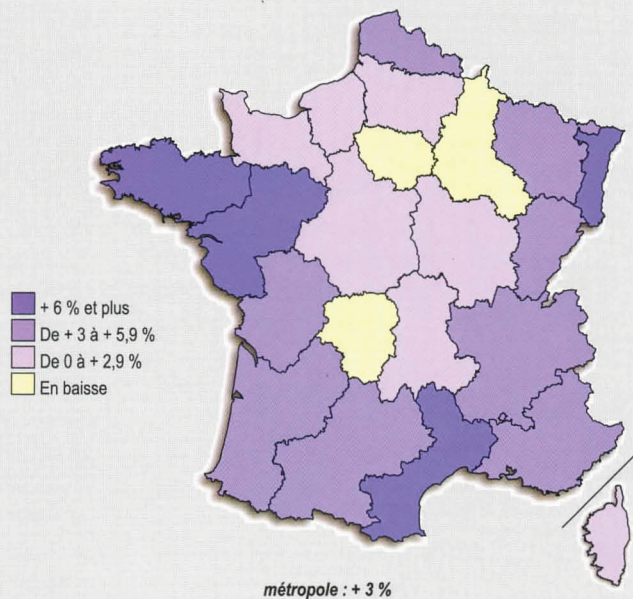 + 6 % et plus
De + 3 à + 5,9 %
De 0 à + 2,9 %
En baisse
métropole : + 3 %